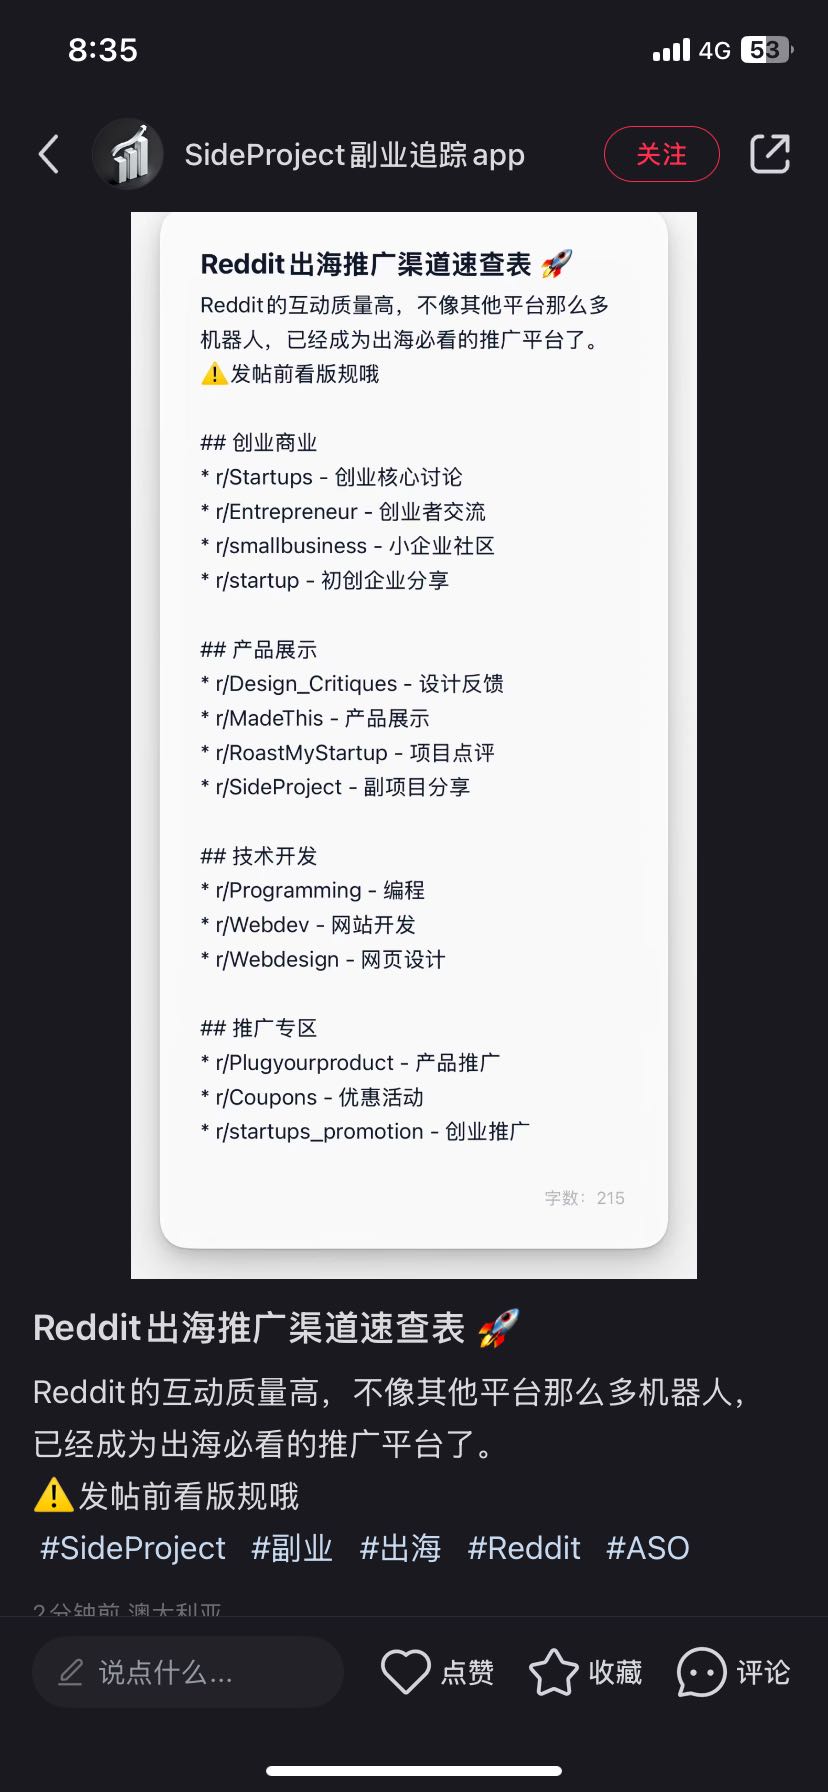 8:35
4G 53
SideProject副业追踪app
关注
Reddit出海推广渠道速查表 🚀
Reddit的互动质量高，不像其他平台那么多
机器人，已经成为出海必看的推广平台了。
⚠️发帖前看版规哦
## 创业商业
* r/Startups - 创业核心讨论
* r/Entrepreneur - 创业者交流
* r/smallbusiness - 小企业社区
* r/startup - 初创企业分享
## 产品展示
* r/Design_Critiques - 设计反馈
* r/MadeThis - 产品展示
* r/RoastMyStartup - 项目点评
* r/SideProject - 副项目分享
## 技术开发
* r/Programming - 编程
* r/Webdev - 网站开发
* r/Webdesign - 网页设计
## 推广专区
* r/Plugyourproduct - 产品推广
* r/Coupons - 优惠活动
* r/startups_promotion - 创业推广
字数：215
Reddit出海推广渠道速查表 🚀
Reddit的互动质量高，不像其他平台那么多机器人，
已经成为出海必看的推广平台了。
⚠️发帖前看版规哦
#SideProject #副业 #出海 #Reddit #ASO
2分钟前 澳大利亚
说点什么...
点赞
收藏
评论